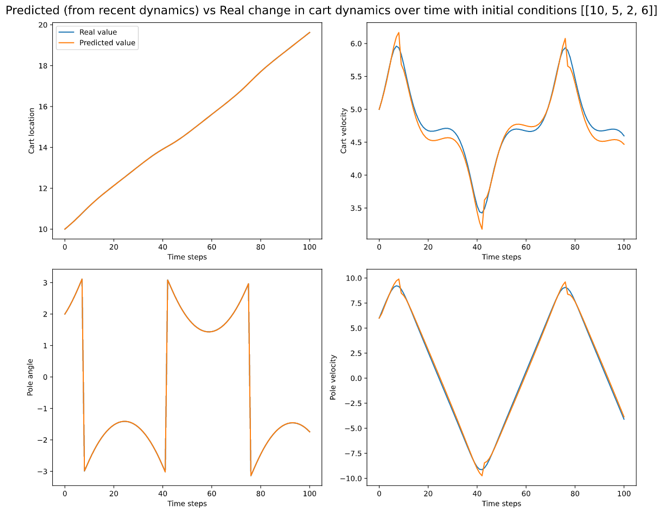 Predicted (from recent dynamics) vs Real change in cart dynamics over time with initial conditions [[10, 5, 2, 6]]
Real value
Predicted value
Cart location
20
18
16
14
12
10
0 20 40 60 80 100
Time steps
Cart velocity
6.0
5.5
5.0
4.5
4.0
3.5
0 20 40 60 80 100
Time steps
Pole angle
3
2
1
0
−1
−2
−3
0 20 40 60 80 100
Time steps
Pole velocity
10.0
7.5
5.0
2.5
0.0
−2.5
−5.0
−7.5
−10.0
0 20 40 60 80 100
Time steps